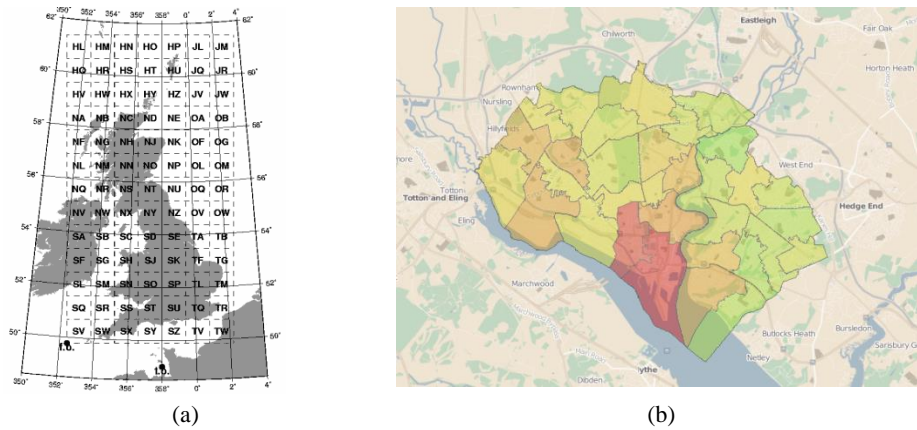 350° 352° 354° 356° 358° 0° 2° 4°
62° 62°
HL HM HN HO HP JL JM
60° HQ HR HS HT HU JQ JR 60°
HV HW HX HY HZ JV JW
58° NA NB NC ND NE OA OB 58°
NF NG NH NJ NK OF OG
56° NL NM NN NO NP OL OM 56°
NQ NR NS NT NU OQ OR
54° NV NW NX NY NZ OV OW 54°
SA SB SC SD SE TA TB
52° SF SG SH SJ SK TF TG 52°
SL SM SN SO SP TL TM
50° SQ SR SS ST SU TQ TR 50°
SV SW SX SY SZ TV TW
f.o.
t.o.
350° 352° 354° 356° 358° 0° 2° 4°
(a)
Eastleigh
Chilworth
Fair Oak
Horton Heath
Rownhams
Nursling
Hillyfields
West End
Totton
Totton and Eling
Eling
Hedge End
Marchwood
Butlocks Heath
Bursledon
Netley
Sarisbury G
Dibden
ythe
(b)